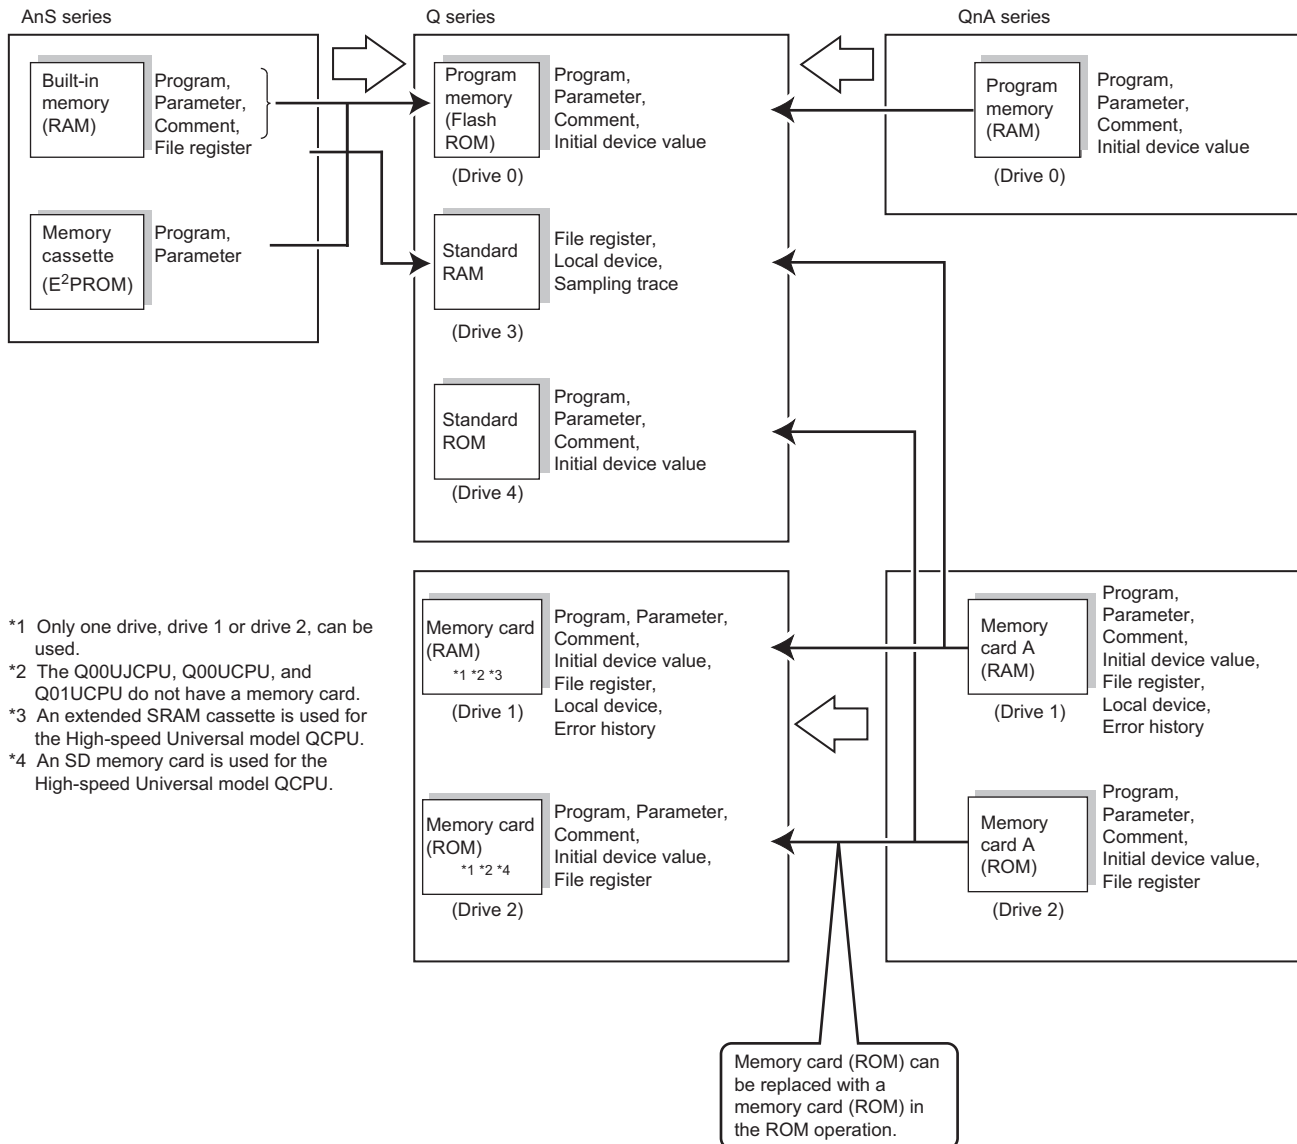 AnS series
Q series
QnA series
Built-in
memory
(RAM)
Program,
Parameter,
Comment,
File register
Memory
cassette
(E²PROM)
Program,
Parameter
Program
memory
(Flash
ROM)
(Drive 0)
Program,
Parameter,
Comment,
Initial device value
Standard
RAM
(Drive 3)
File register,
Local device,
Sampling trace
Standard
ROM
(Drive 4)
Program,
Parameter,
Comment,
Initial device value
Program
memory
(RAM)
(Drive 0)
Program,
Parameter,
Comment,
Initial device value
*1 Only one drive, drive 1 or drive 2, can be
used.
*2 The Q00UJCPU, Q00UCPU, and
Q01UCPU do not have a memory card.
*3 An extended SRAM cassette is used for
the High-speed Universal model QCPU.
*4 An SD memory card is used for the
High-speed Universal model QCPU.
Memory card
(RAM)
*1 *2 *3
(Drive 1)
Program, Parameter,
Comment,
Initial device value,
File register,
Local device,
Error history
Memory card
(ROM)
*1 *2 *4
(Drive 2)
Program, Parameter,
Comment,
Initial device value,
File register
Memory
card A
(RAM)
(Drive 1)
Program,
Parameter,
Comment,
Initial device value,
File register,
Local device,
Error history
Memory
card A
(ROM)
(Drive 2)
Program,
Parameter,
Comment,
Initial device value,
File register
Memory card (ROM) can
be replaced with a
memory card (ROM) in
the ROM operation.